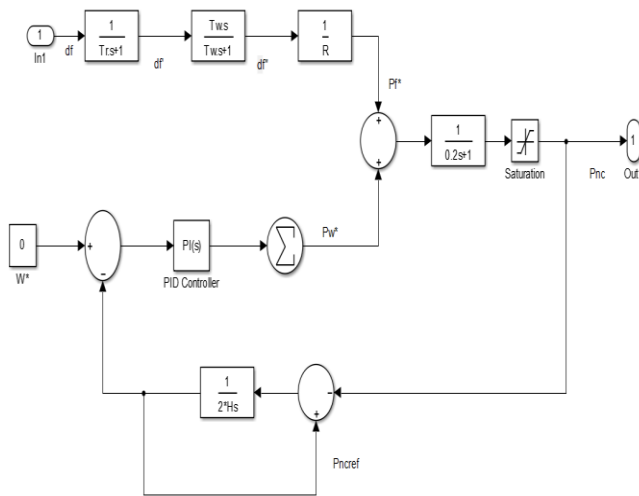 1
In1
df
1
Tr.s+1
df'
Tw.s
Tw.s+1
df''
1
R
Pf*
+
+
1
0.2s+1
Saturation
Pnc
1
Out
0
W*
+
−
PI(s)
PID Controller
∑
Pw*
1
2*Hs
−
+
Pncref